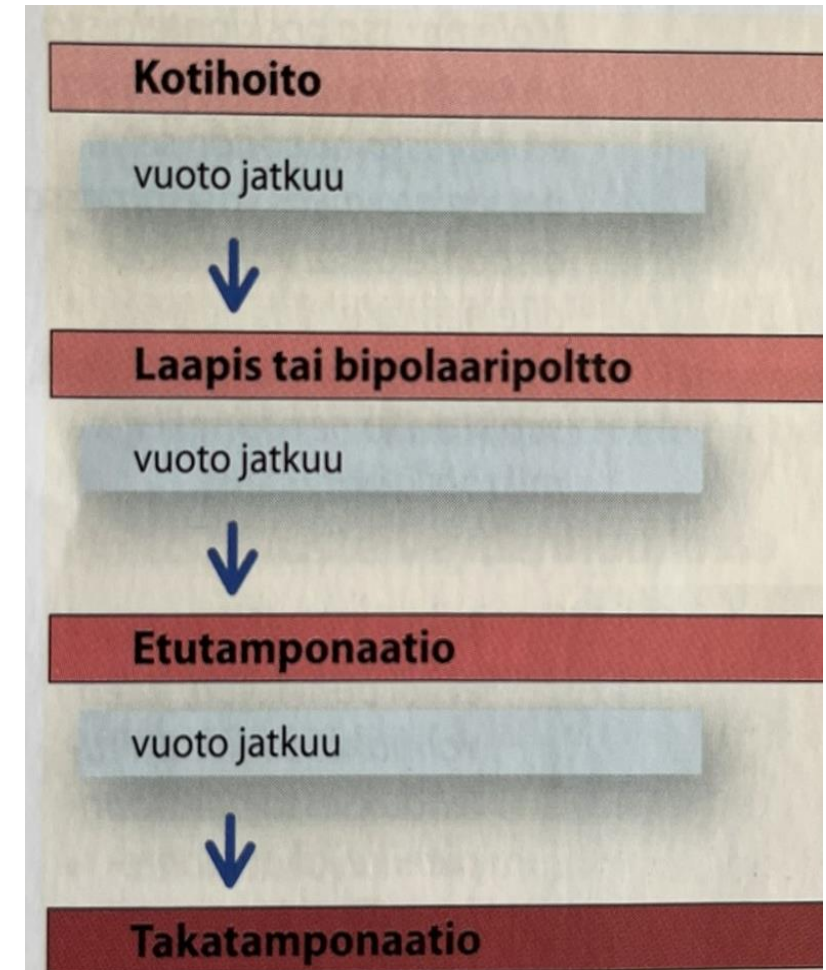 Kotihoito
vuoto jatkuu
Laapis tai bipolaaripoltto
vuoto jatkuu
Etutamponaatio
vuoto jatkuu
Takatamponaatio